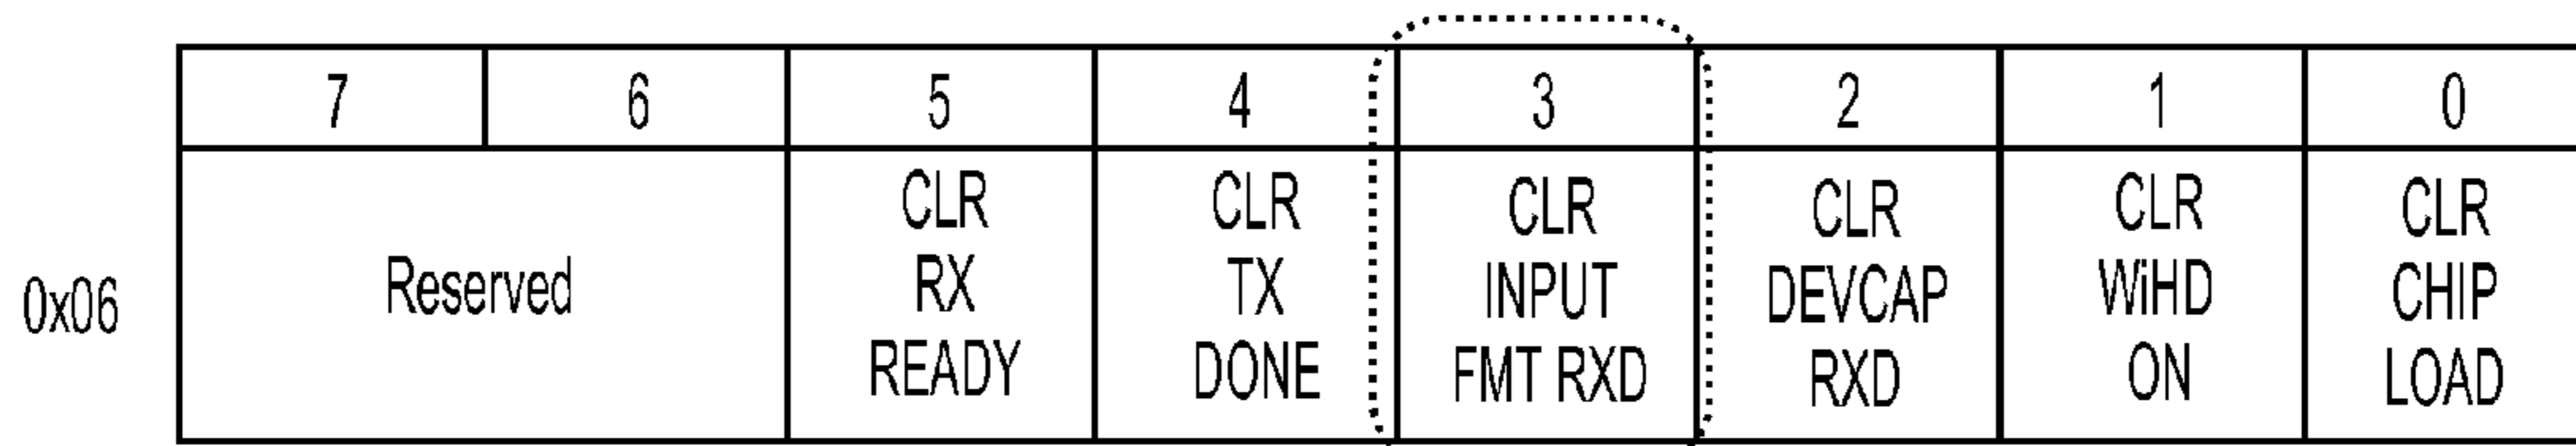 7 6 5 4 3 2 1 0
0x06
Reserved
CLR
RX
READY
CLR
TX
DONE
CLR
INPUT
FMT RXD
CLR
DEVCAP
RXD
CLR
WiHD
ON
CLR
CHIP
LOAD